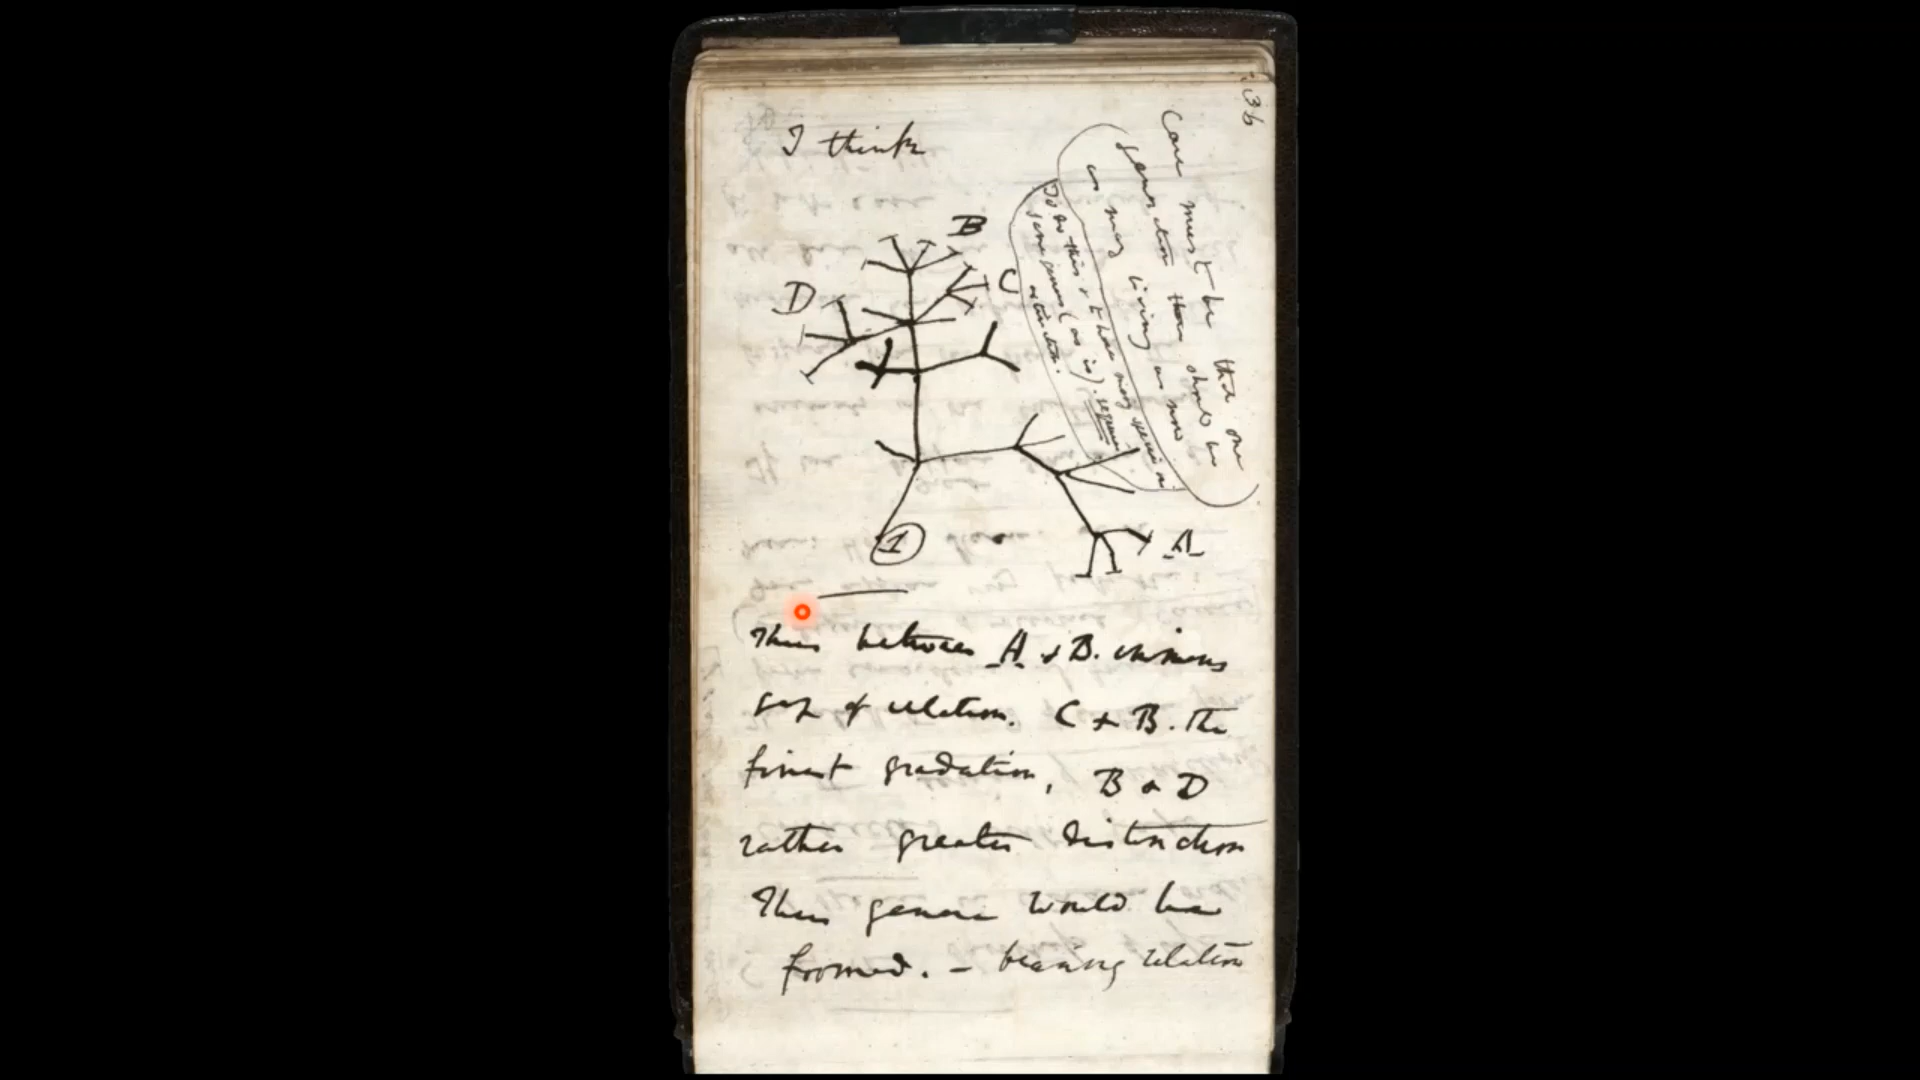 36
I think
Case must be that one
generation then should be
as many living as now
To do this & to have many species in
same genus (as is). requires
extinction.
B
C
D
A
1
Thus between A & B. immens
gap of relation. C & B. the
finest gradation, B & D
rather greater distinction
Thus genera would be
formed. — bearing relation